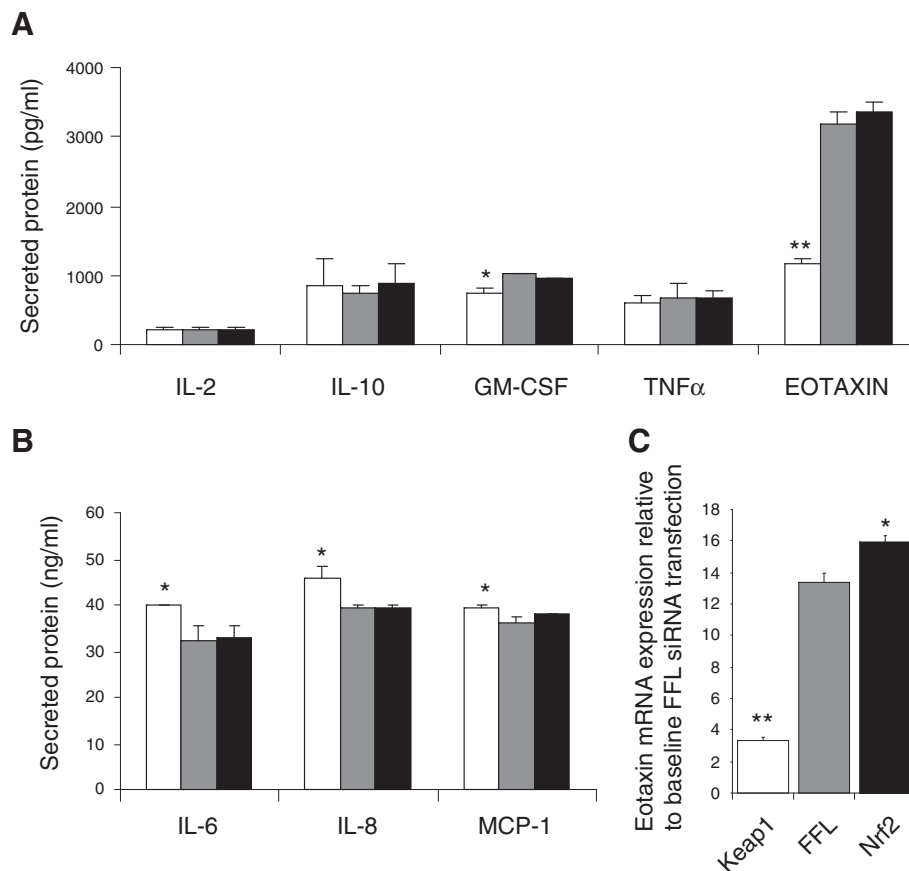 A
Secreted protein (pg/ml)
4000
3000
2000
1000
0
*
**
IL-2 IL-10 GM-CSF TNFα EOTAXIN
B
Secreted protein (ng/ml)
60
50
40
30
20
10
0
*
*
*
IL-6 IL-8 MCP-1
C
Eotaxin mRNA expression relative
to baseline FFL siRNA transfection
18
16
14
12
10
8
6
4
2
0
**
*
Keap1 FFL Nrf2